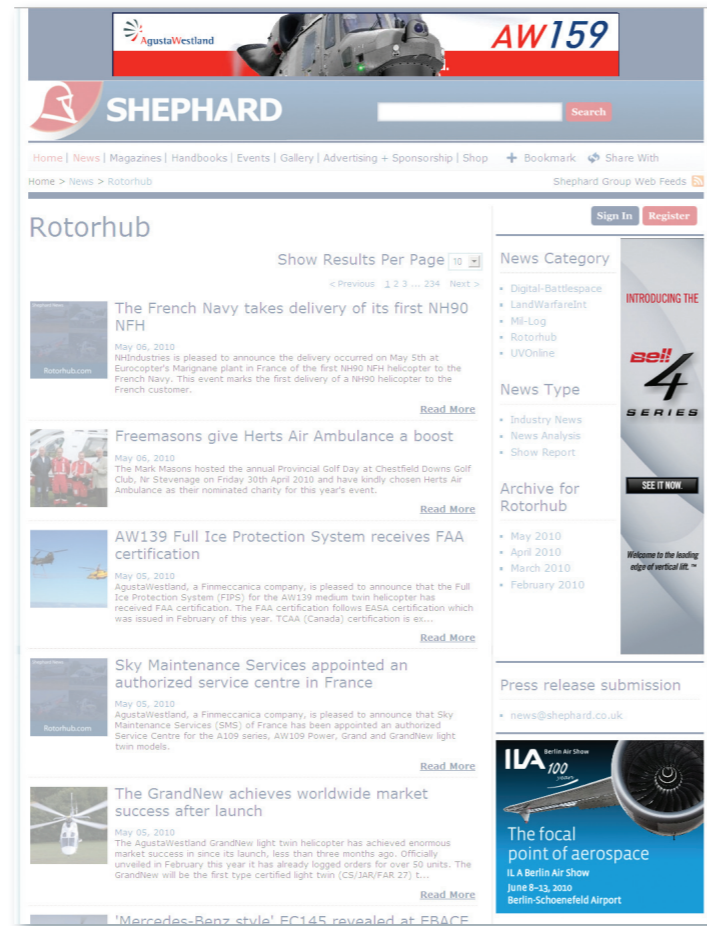 AgustaWestland
AW159
d.
SHEPHARD
Search
Home | News | Magazines | Handbooks | Events | Gallery | Advertising + Sponsorship | Shop
Bookmark
Share With
Home > News > Rotorhub
Shephard Group Web Feeds
Sign In
Register
Rotorhub
Show Results Per Page 10
< Previous 1 2 3 ... 234 Next >
Shephard News
Rotorhub.com
The French Navy takes delivery of its first NH90
NFH
May 06, 2010
NHIndustries is pleased to announce the delivery occurred on May 5th at
Eurocopter's Marignane plant in France of the first NH90 NFH helicopter to the
French Navy. This event marks the first delivery of a NH90 helicopter to the
French customer.
Read More
Freemasons give Herts Air Ambulance a boost
May 06, 2010
The Mark Masons hosted the annual Provincial Golf Day at Chestfield Downs Golf
Club, Nr Stevenage on Friday 30th April 2010 and have kindly chosen Herts Air
Ambulance as their nominated charity for this year's event.
Read More
AW139 Full Ice Protection System receives FAA
certification
May 05, 2010
AgustaWestland, a Finmeccanica company, is pleased to announce that the Full
Ice Protection System (FIPS) for the AW139 medium twin helicopter has
received FAA certification. The FAA certification follows EASA certification which
was issued in February of this year. TCAA (Canada) certification is ex...
Read More
Shephard News
Rotorhub.com
Sky Maintenance Services appointed an
authorized service centre in France
May 05, 2010
AgustaWestland, a Finmeccanica company, is pleased to announce that Sky
Maintenance Services (SMS) of France has been appointed an authorized
Service Centre for the A109 series, AW109 Power, Grand and GrandNew light
twin models.
Read More
The GrandNew achieves worldwide market
success after launch
May 05, 2010
The AgustaWestland GrandNew light twin helicopter has achieved enormous
market success in since its launch, less than three months ago. Officially
unveiled in February this year it has already logged orders for over 50 units. The
GrandNew will be the first type certified light twin (CS/JAR/FAR 27) t...
Read More
'Mercedes-Benz style' EC145 revealed at EBACE
News Category
Digital-Battlespace
LandWarfareInt
Mil-Log
Rotorhub
UVOnline
News Type
Industry News
News Analysis
Show Report
Archive for
Rotorhub
May 2010
April 2010
March 2010
February 2010
INTRODUCING THE
Bell
4
SERIES
SEE IT NOW.
Welcome to the leading
edge of vertical lift. ™
Press release submission
news@shephard.co.uk
ILA Berlin Air Show
100
years
The focal
point of aerospace
ILA Berlin Air Show
June 8–13, 2010
Berlin-Schoenefeld Airport